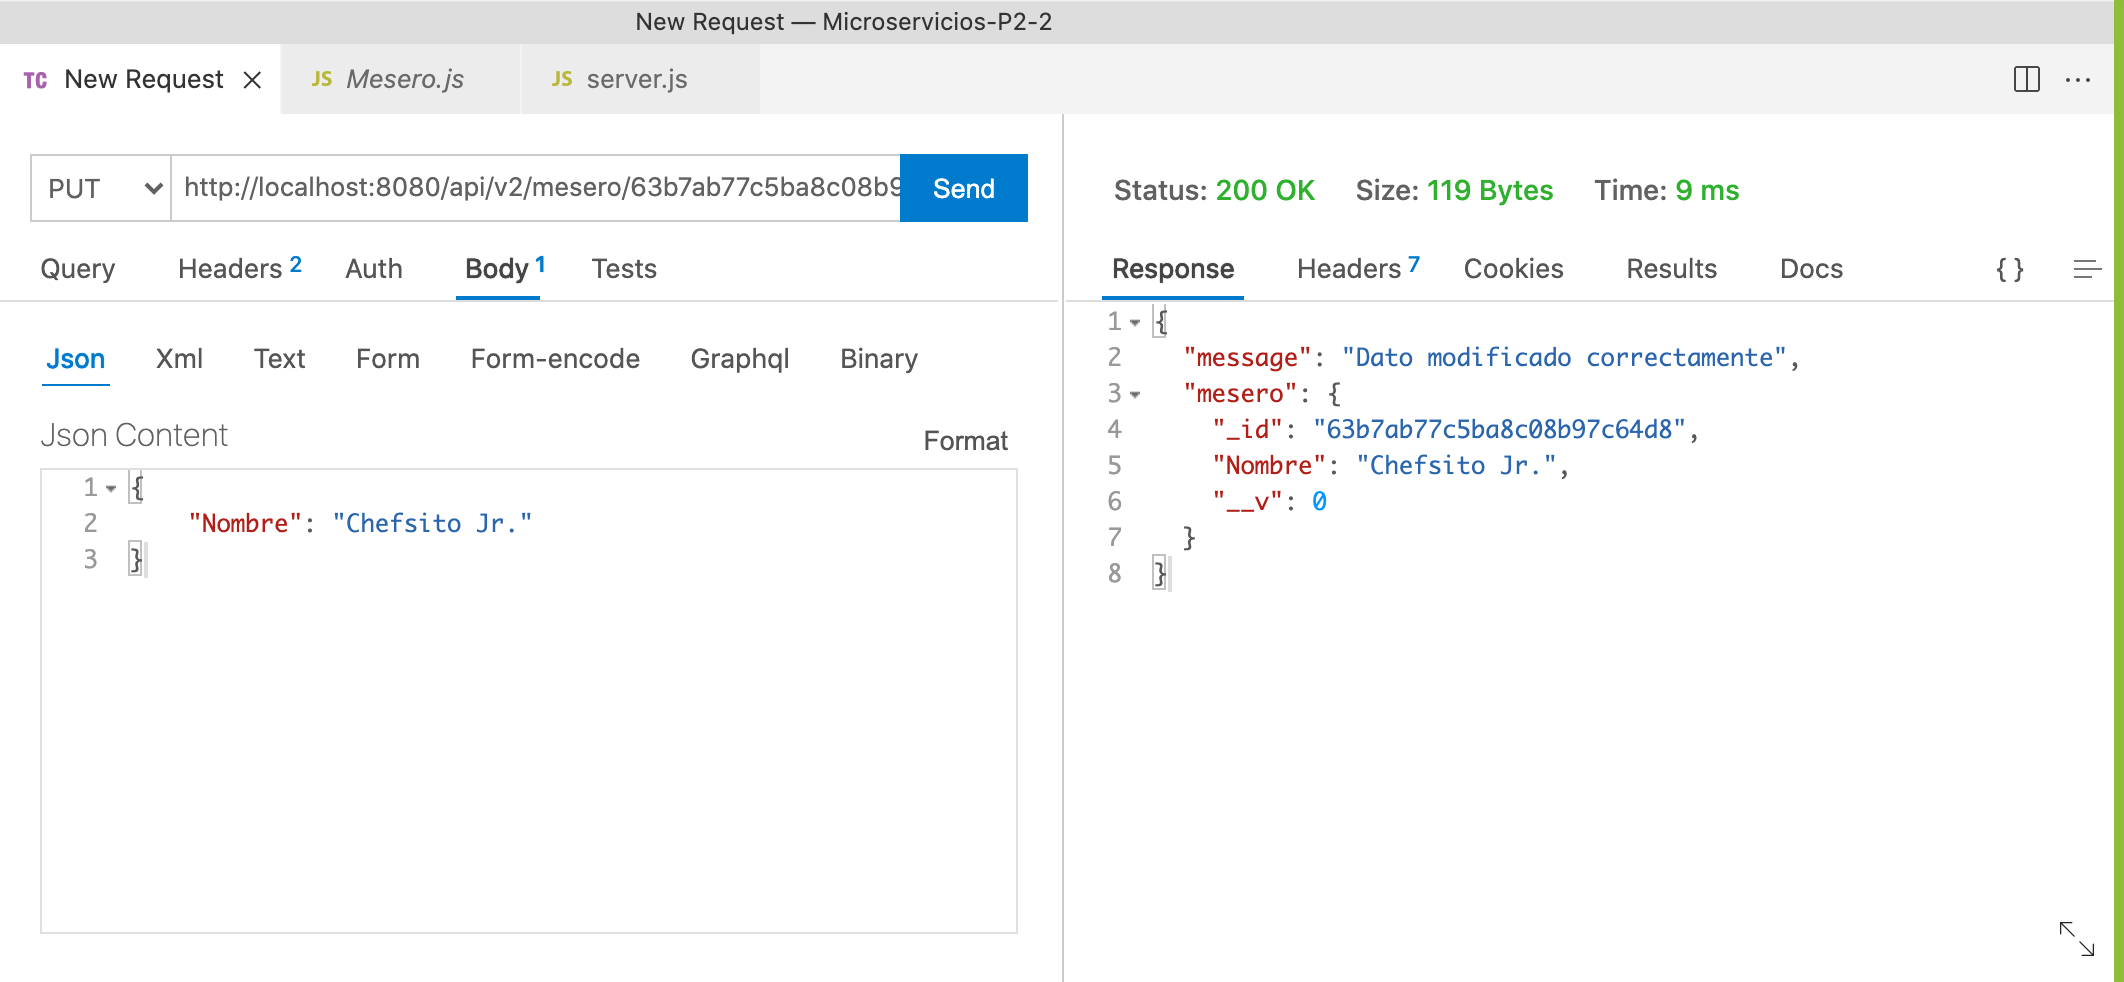 New Request — Microservicios-P2-2
TC New Request JS Mesero.js JS server.js
PUT http://localhost:8080/api/v2/mesero/63b7ab77c5ba8c08b9 Send
Query Headers 2 Auth Body 1 Tests
Json Xml Text Form Form-encode Graphql Binary
Json Content Format
1 {
2 "Nombre": "Chefsito Jr."
3 }
Status: 200 OK Size: 119 Bytes Time: 9 ms
Response Headers 7 Cookies Results Docs { }
1 {
2 "message": "Dato modificado correctamente",
3 "mesero": {
4 "_id": "63b7ab77c5ba8c08b97c64d8",
5 "Nombre": "Chefsito Jr.",
6 "__v": 0
7 }
8 }